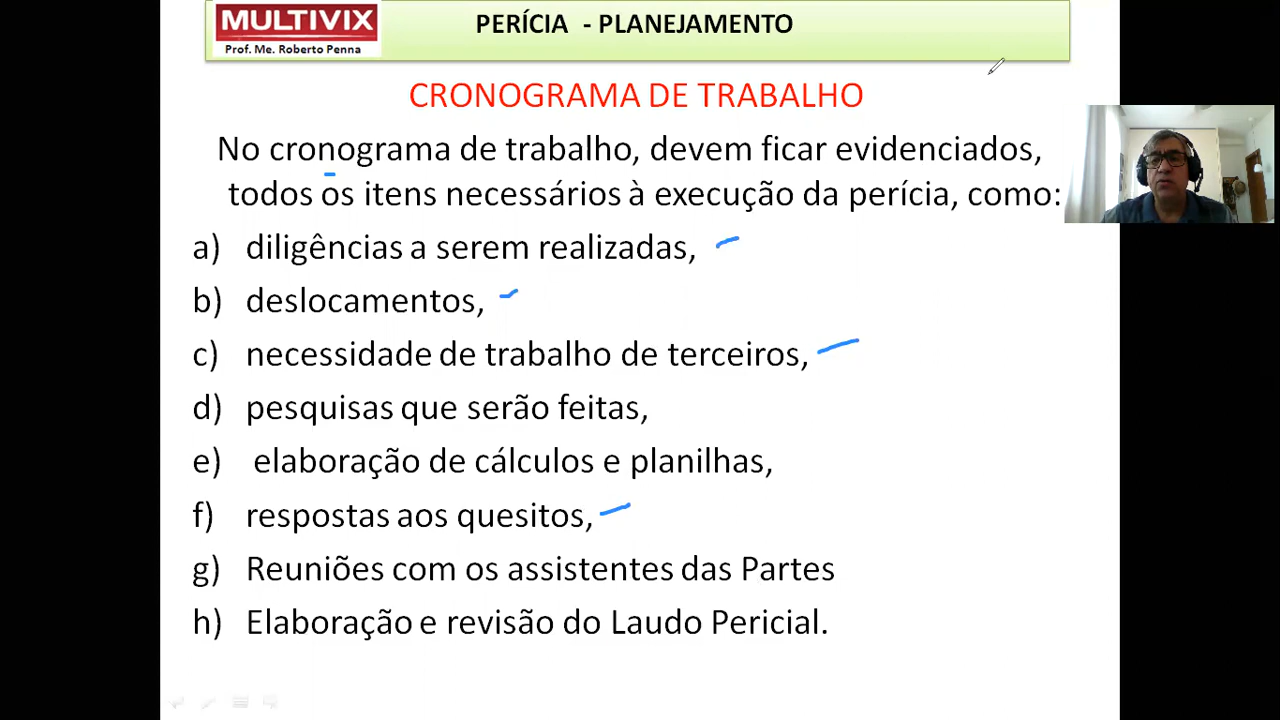 MULTIVIX
Prof. Me. Roberto Penna
PERÍCIA - PLANEJAMENTO
CRONOGRAMA DE TRABALHO
No cronograma de trabalho, devem ficar evidenciados,
todos os itens necessários à execução da perícia, como:
a) diligências a serem realizadas,
b) deslocamentos,
c) necessidade de trabalho de terceiros,
d) pesquisas que serão feitas,
e) elaboração de cálculos e planilhas,
f) respostas aos quesitos,
g) Reuniões com os assistentes das Partes
h) Elaboração e revisão do Laudo Pericial.